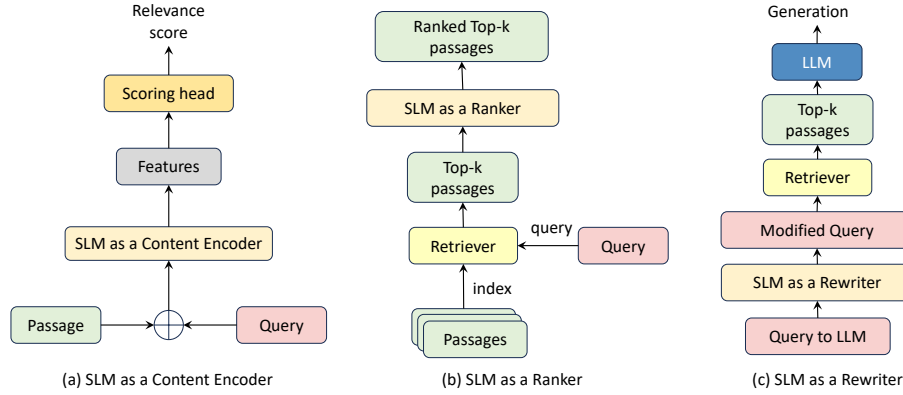 Relevance
score
Scoring head
Features
SLM as a Content Encoder
Passage
Query
(a) SLM as a Content Encoder
Ranked Top-k
passages
SLM as a Ranker
Top-k
passages
Retriever
query
Query
index
Passages
(b) SLM as a Ranker
Generation
LLM
Top-k
passages
Retriever
Modified Query
SLM as a Rewriter
Query to LLM
(c) SLM as a Rewriter